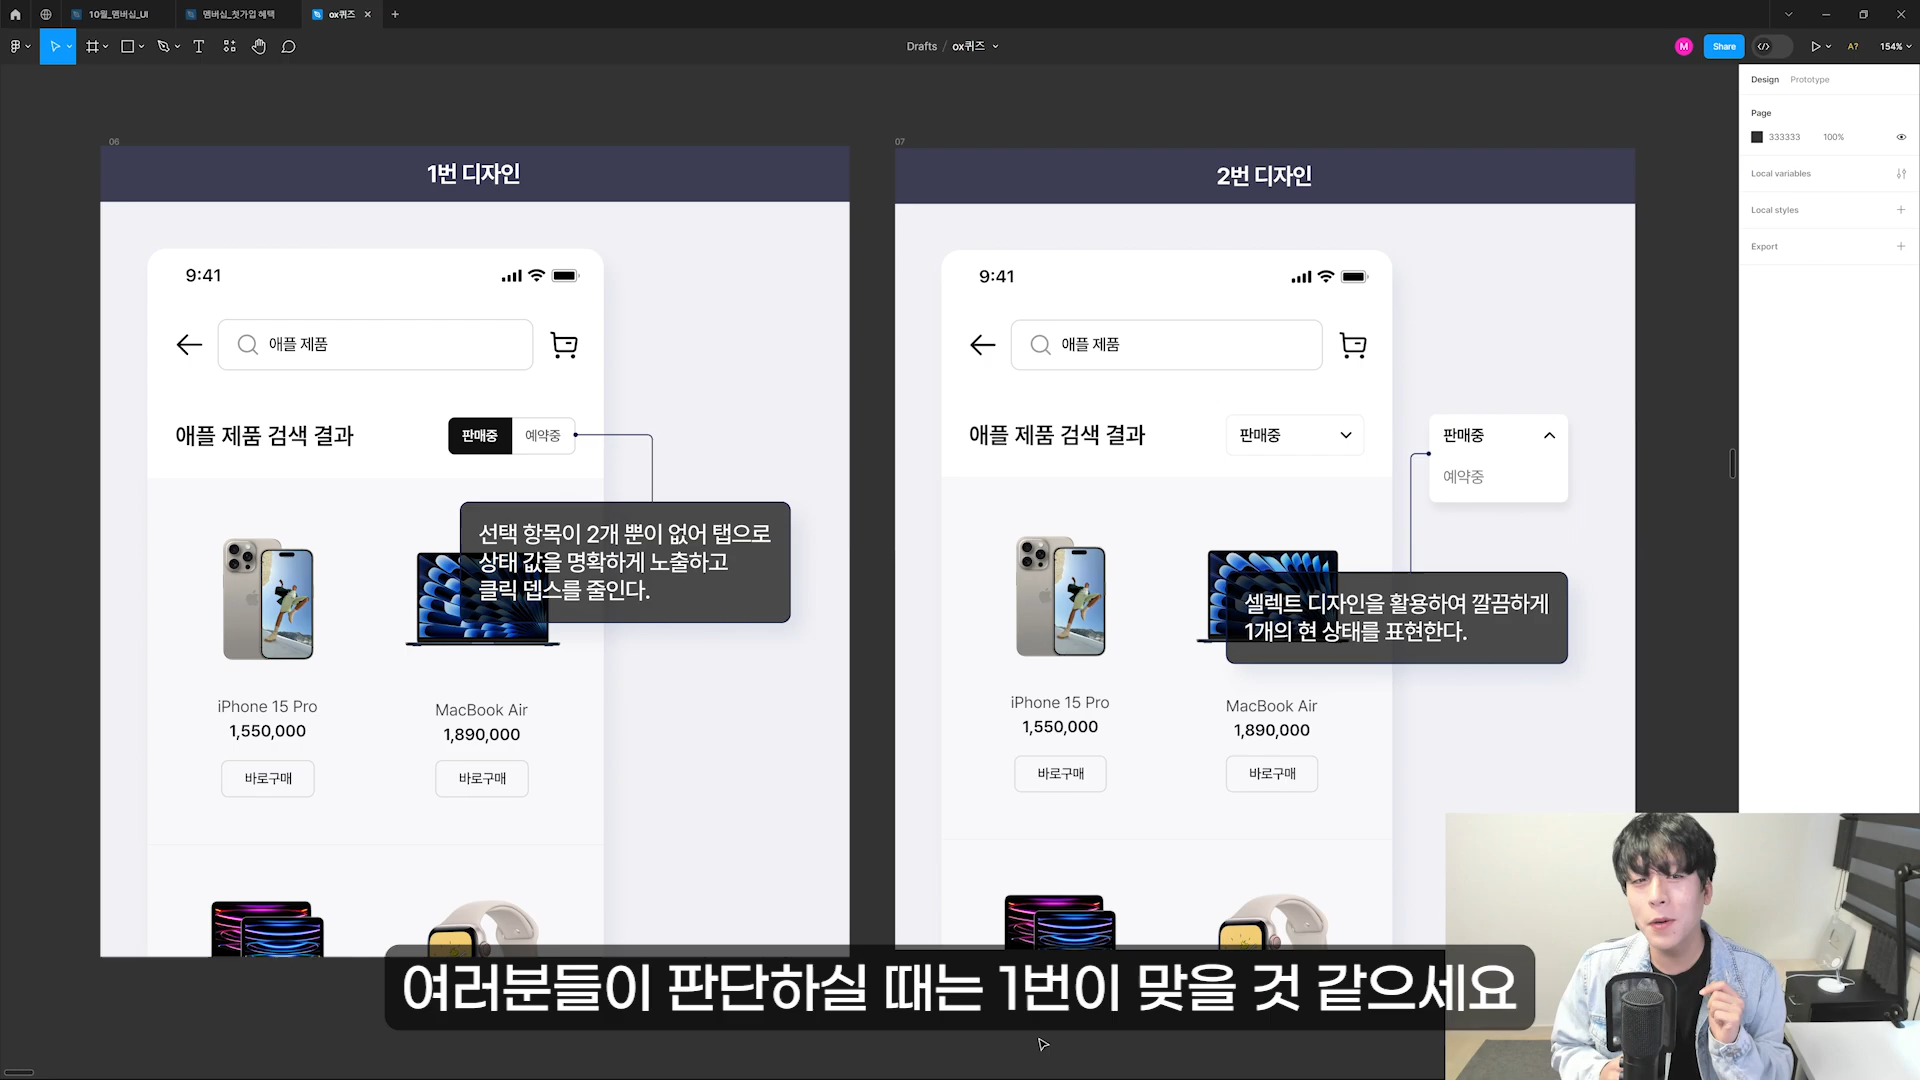 10월_멤버십_UI
멤버십_첫가입 혜택
ox퀴즈
Drafts / ox퀴즈
M
Share
A?
154%
Design Prototype
Page
333333 100%
Local variables
Local styles
Export
06
1번 디자인
9:41
애플 제품
애플 제품 검색 결과
판매중 예약중
선택 항목이 2개 뿐이 없어 탭으로
상태 값을 명확하게 노출하고
클릭 뎁스를 줄인다.
iPhone 15 Pro
1,550,000
바로구매
MacBook Air
1,890,000
바로구매
07
2번 디자인
9:41
애플 제품
애플 제품 검색 결과
판매중
판매중
예약중
셀렉트 디자인을 활용하여 깔끔하게
1개의 현 상태를 표현한다.
iPhone 15 Pro
1,550,000
바로구매
MacBook Air
1,890,000
바로구매
여러분들이 판단하실 때는 1번이 맞을 것 같으세요